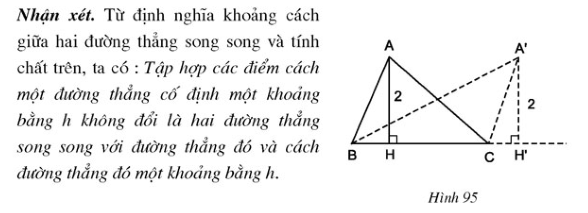 Nhận xét. Từ định nghĩa khoảng cách
giữa hai đường thẳng song song và tính
chất trên, ta có : Tập hợp các điểm cách
một đường thẳng cố định một khoảng
bằng h không đổi là hai đường thẳng
song song với đường thẳng đó và cách
đường thẳng đó một khoảng bằng h.
A A'
2 2
B H C H'
Hình 95